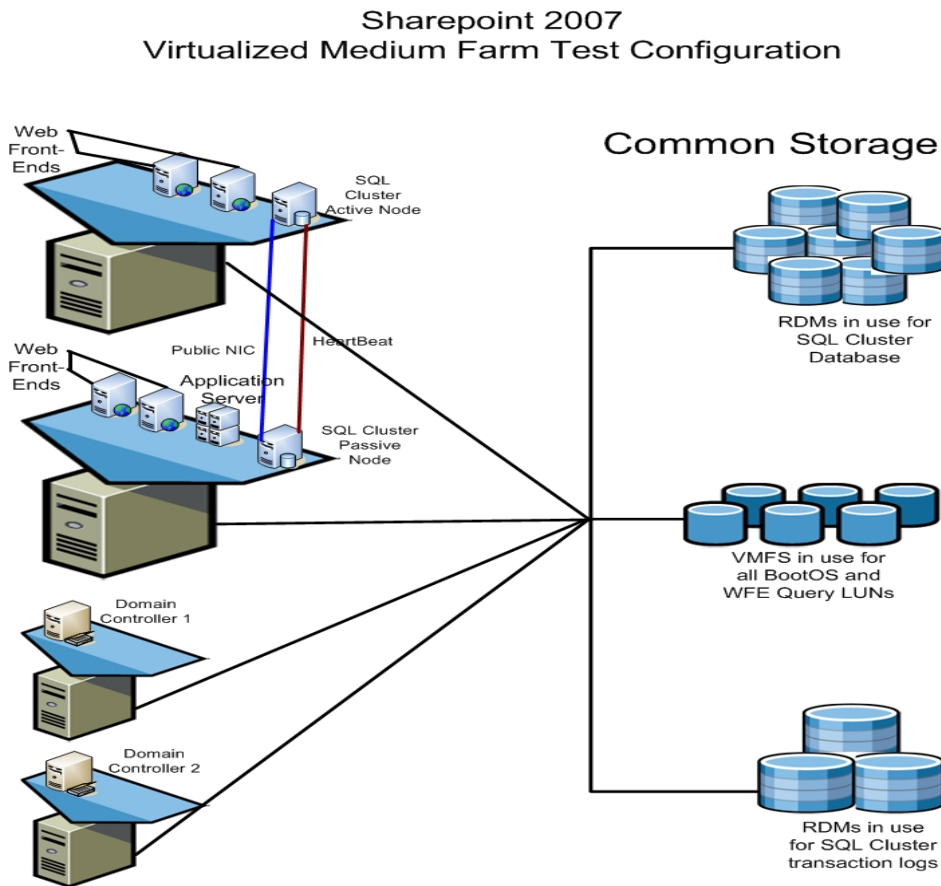 Sharepoint 2007
Virtualized Medium Farm Test Configuration
Web
Front-
Ends
SQL
Cluster
Active Node
Public NIC
HeartBeat
Web
Front-
Ends
Application
Server
SQL Cluster
Passive
Node
Domain
Controller 1
Domain
Controller 2
Common Storage
RDMs in use for
SQL Cluster
Database
VMFS in use for
all BootOS and
WFE Query LUNs
RDMs in use
for SQL Cluster
transaction logs